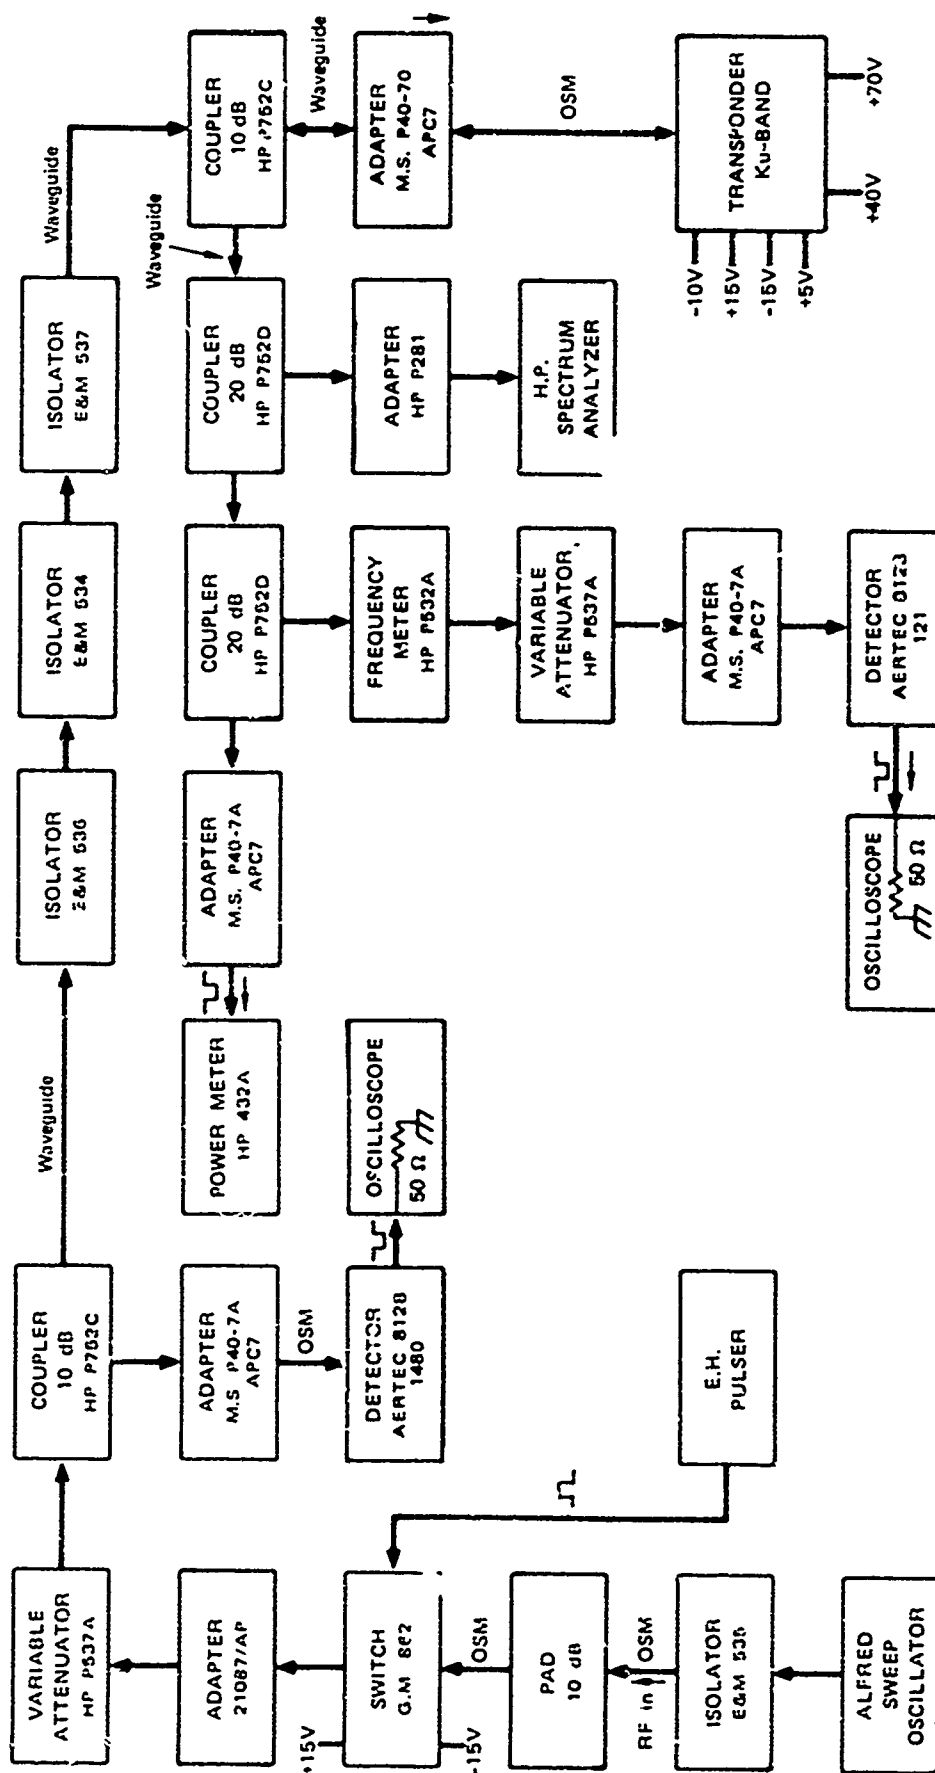 VARIABLE
ATTENUATOR
HP P537A
COUPLER
10 dB
HP P752C
Waveguide
ISOLATOR
E&M 536
ISOLATOR
E&M 534
ISOLATOR
E&M 537
Waveguide
ADAPTER
21087/AP
ADAPTER
M.S P40-7A
APC7
POWER METER
HP 432A
ADAPTER
M.S. P40-7A
APC7
COUPLER
20 dB
HP P752D
COUPLER
20 dB
HP P752D
Waveguide
COUPLER
10 dB
HP P752C
OSM
Waveguide
+15V
SWITCH
G.M
-15V
DETECTOR
AERTEC 812B
1480
OSCILLOSCOPE
50 Ω
FREQUENCY
METER
HP P532A
ADAPTER
HP P281
ADAPTER
M.S. P40-70
APC7
OSM
PAD
10 dB
VARIABLE
ATTENUATOR
HP P537A
H.P.
SPECTRUM
ANALYZER
OSM
RF in
OSM
ISOLATOR
E&M 535
E.H.
PULSER
ADAPTER
M.S. P40-7A
APC7
-10V
+15V
-15V
+5V
TRANSPONDER
Ku-BAND
+40V
+70V
ALFRED
SWEEP
OSCILLATOR
OSCILLOSCOPE
50 Ω
DETECTOR
AERTEC
121